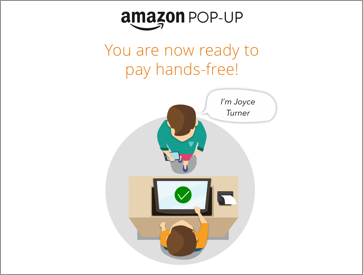 amazon POP-UP
You are now ready to
pay hands-free!
I'm Joyce
Turner